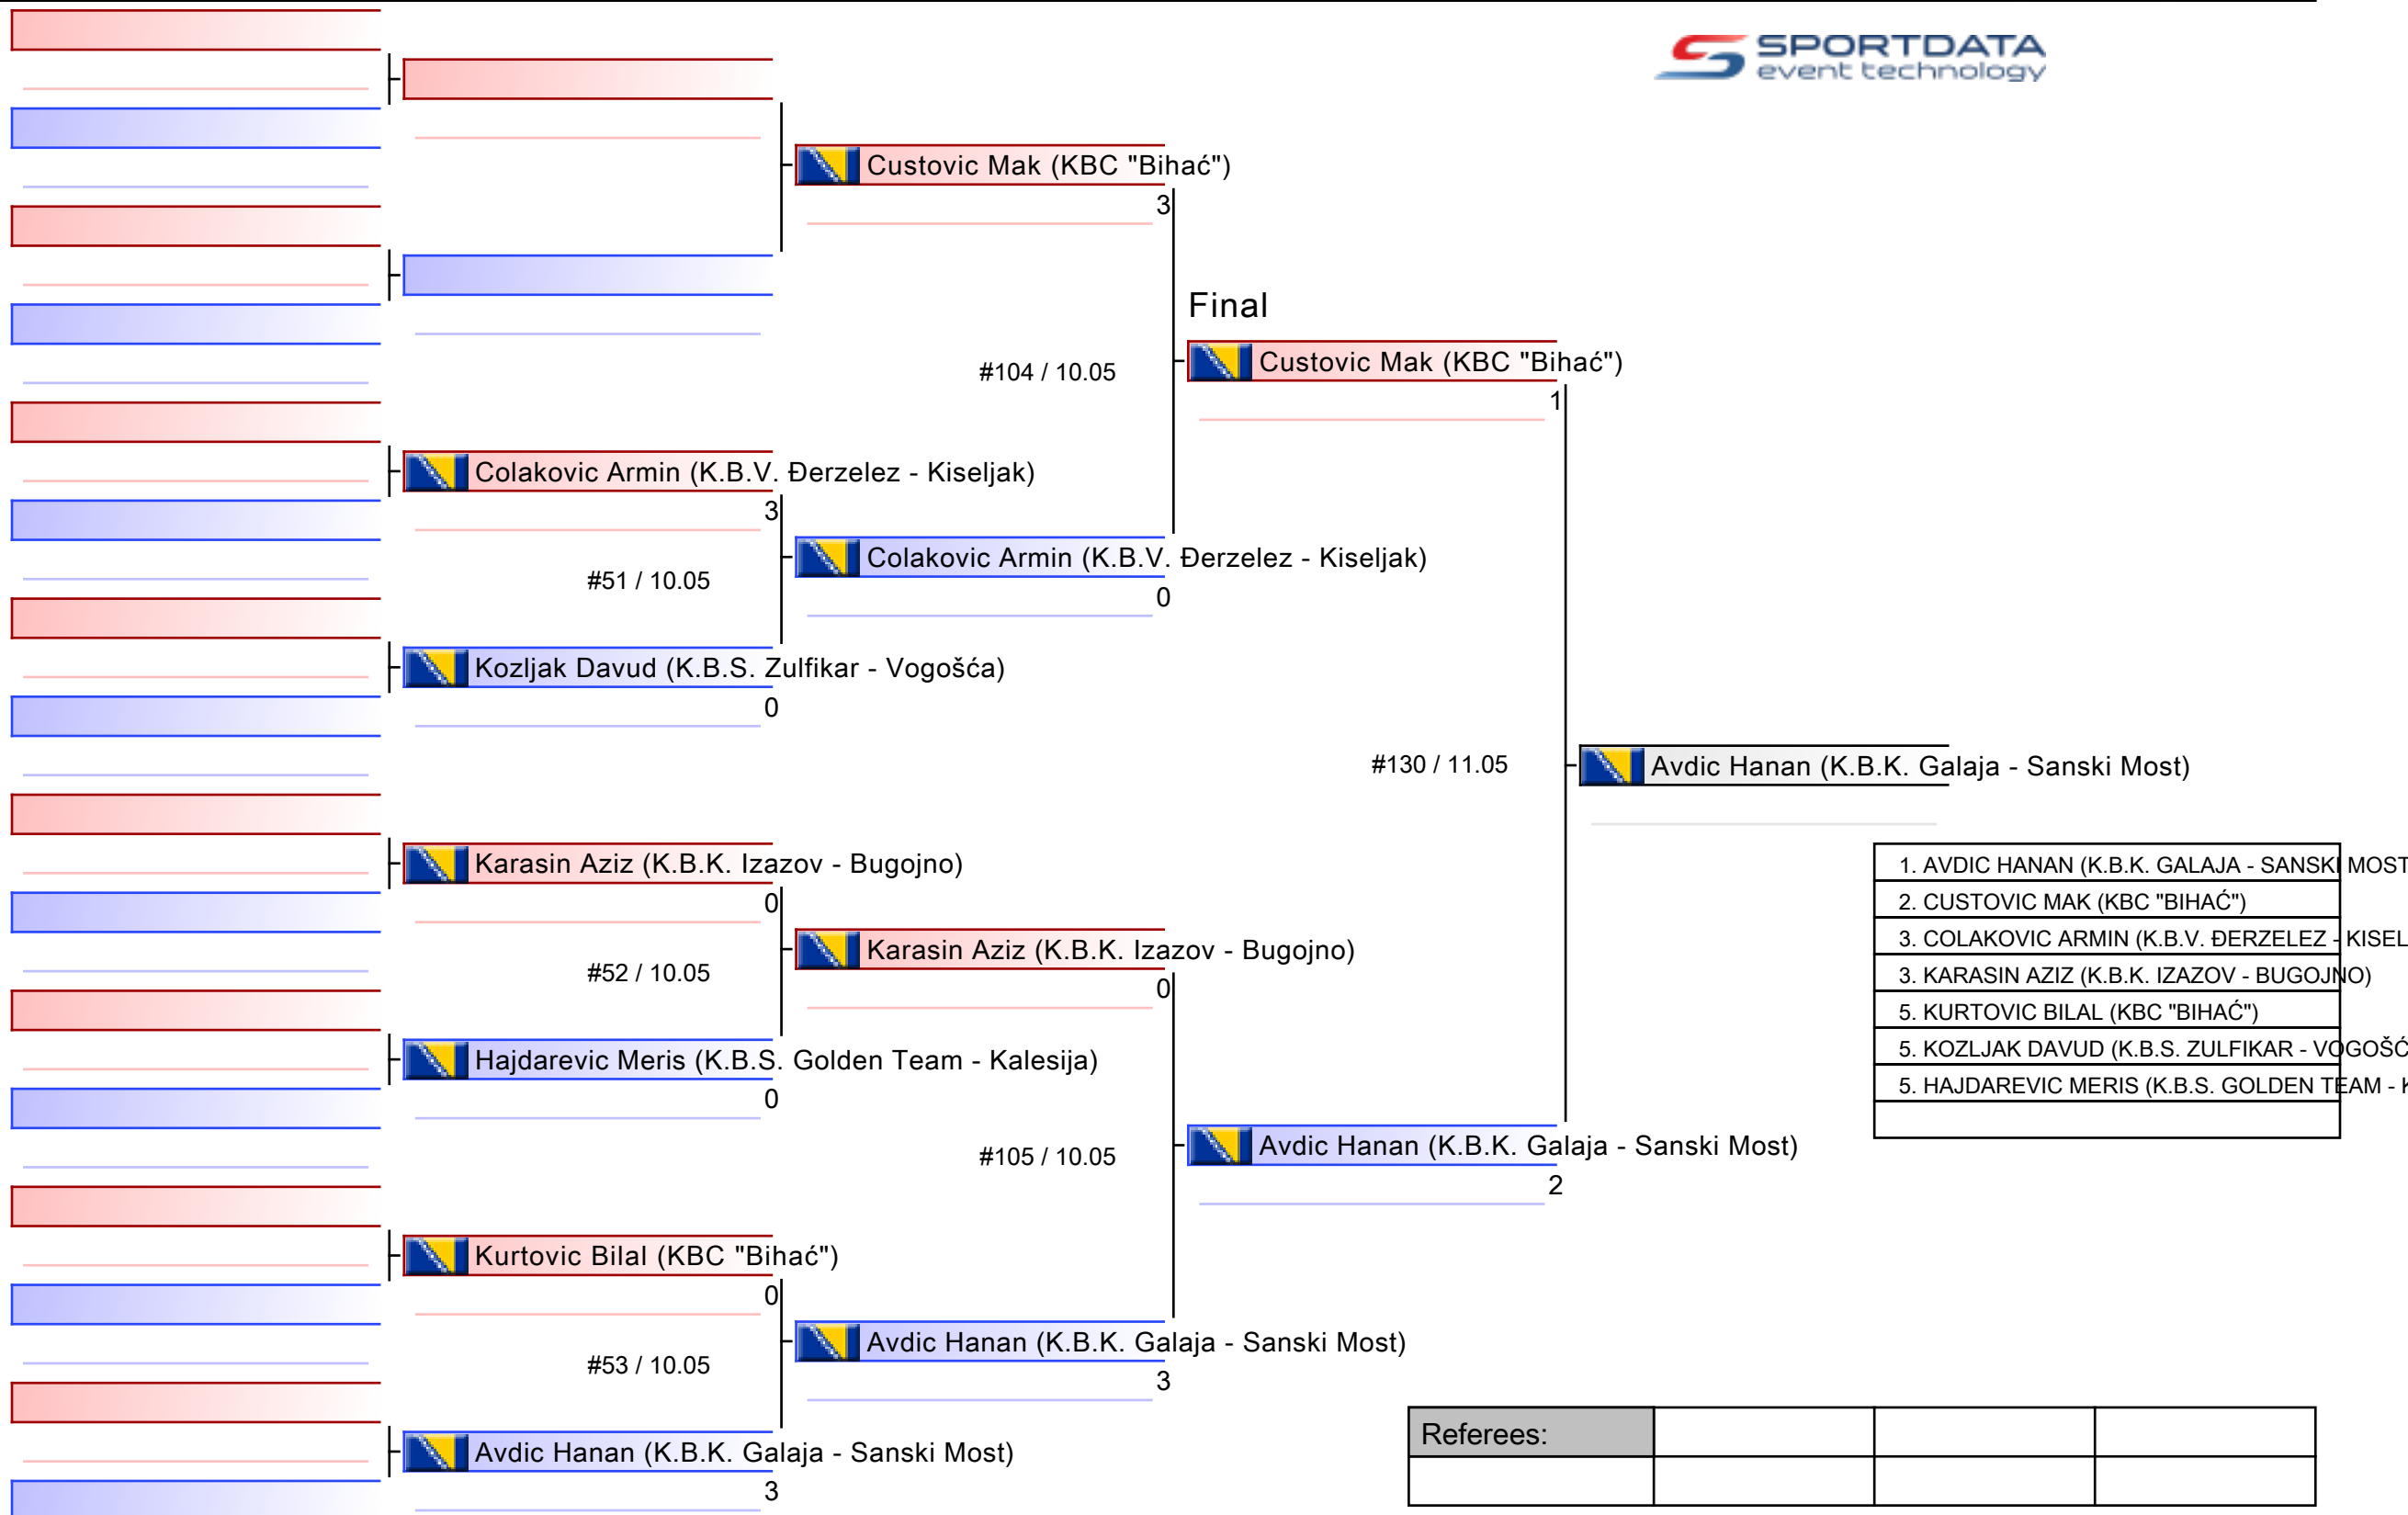 SPORTDATA
event technology
Custovic Mak (KBC "Bihać")
3
Final
#104 / 10.05
Custovic Mak (KBC "Bihać")
1
Colakovic Armin (K.B.V. Đerzelez - Kiseljak)
3
#51 / 10.05
Colakovic Armin (K.B.V. Đerzelez - Kiseljak)
0
Kozljak Davud (K.B.S. Zulfikar - Vogošća)
0
#130 / 11.05
Avdic Hanan (K.B.K. Galaja - Sanski Most)
Karasin Aziz (K.B.K. Izazov - Bugojno)
0
#52 / 10.05
Karasin Aziz (K.B.K. Izazov - Bugojno)
0
Hajdarevic Meris (K.B.S. Golden Team - Kalesija)
0
#105 / 10.05
Avdic Hanan (K.B.K. Galaja - Sanski Most)
2
Kurtovic Bilal (KBC "Bihać")
0
#53 / 10.05
Avdic Hanan (K.B.K. Galaja - Sanski Most)
3
Avdic Hanan (K.B.K. Galaja - Sanski Most)
3
1. AVDIC HANAN (K.B.K. GALAJA - SANSKI MOST
2. CUSTOVIC MAK (KBC "BIHAĆ")
3. COLAKOVIC ARMIN (K.B.V. ĐERZELEZ - KISEL
3. KARASIN AZIZ (K.B.K. IZAZOV - BUGOJNO)
5. KURTOVIC BILAL (KBC "BIHAĆ")
5. KOZLJAK DAVUD (K.B.S. ZULFIKAR - VOGOŠĆ
5. HAJDAREVIC MERIS (K.B.S. GOLDEN TEAM - K
Referees: